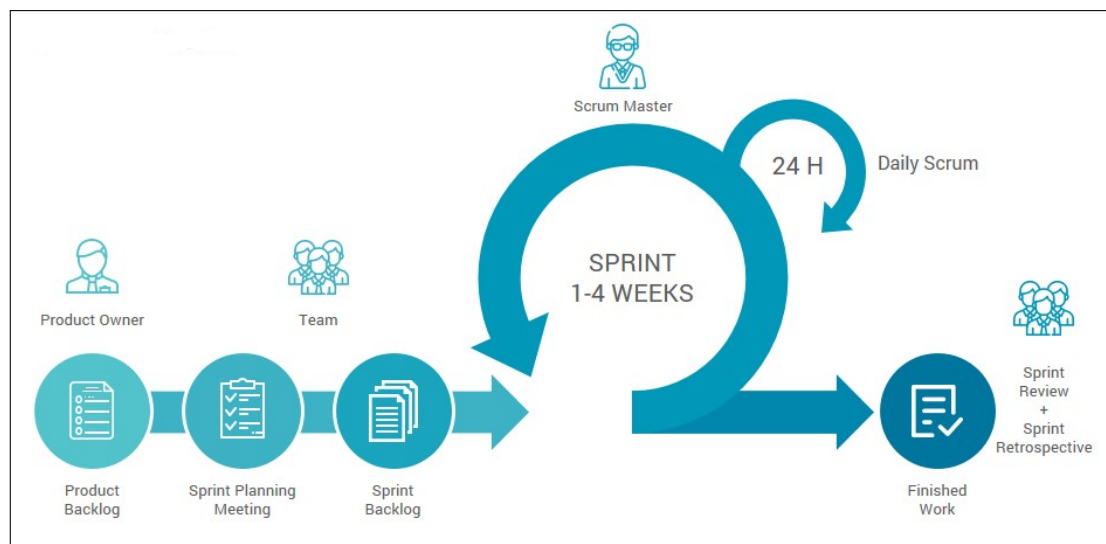 Scrum Master
24 H
Daily Scrum
SPRINT
1-4 WEEKS
Product Owner
Team
Sprint
Review
+
Sprint
Retrospective
Product
Backlog
Sprint Planning
Meeting
Sprint
Backlog
Finished
Work